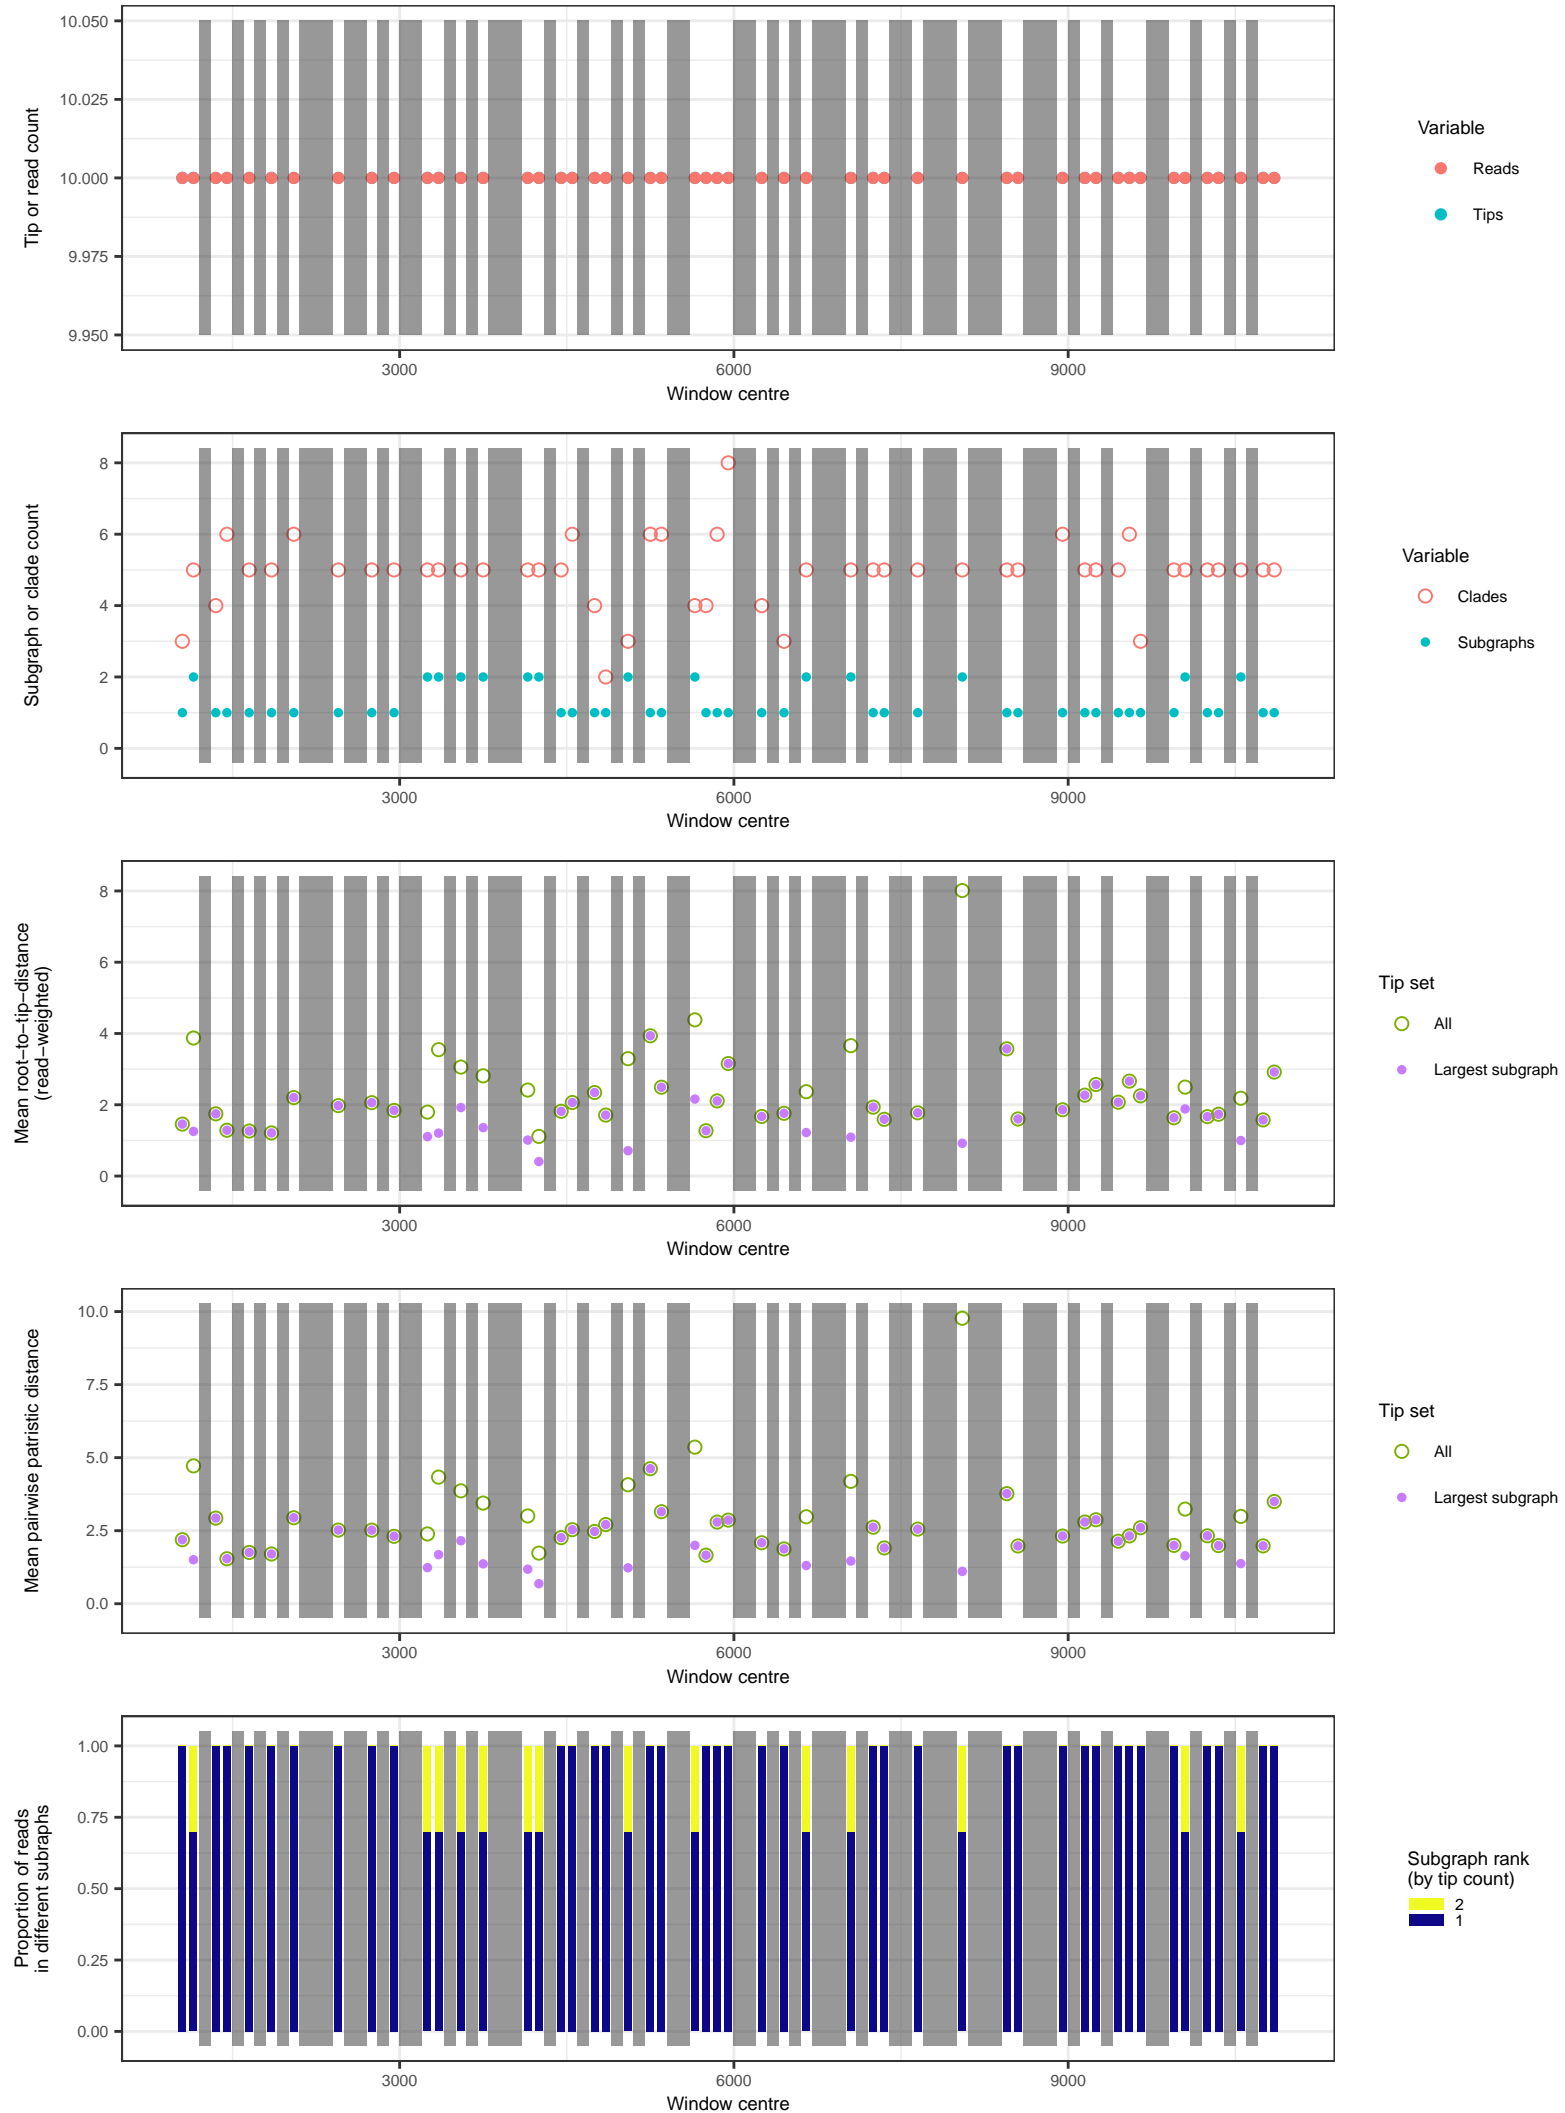 10.050
10.025
10.000
9.975
9.950
Tip or read count
3000
6000
9000
Window centre
Variable
Reads
Tips
8
6
4
2
0
Subgraph or clade count
3000
6000
9000
Window centre
Variable
Clades
Subgraphs
8
6
4
2
0
Mean root−to−tip−distance
(read−weighted)
3000
6000
9000
Window centre
Tip set
All
Largest subgraph
10.0
7.5
5.0
2.5
0.0
Mean pairwise patristic distance
3000
6000
9000
Window centre
Tip set
All
Largest subgraph
1.00
0.75
0.50
0.25
0.00
Proportion of reads
in different subraphs
3000
6000
9000
Window centre
Subgraph rank
(by tip count)
2
1